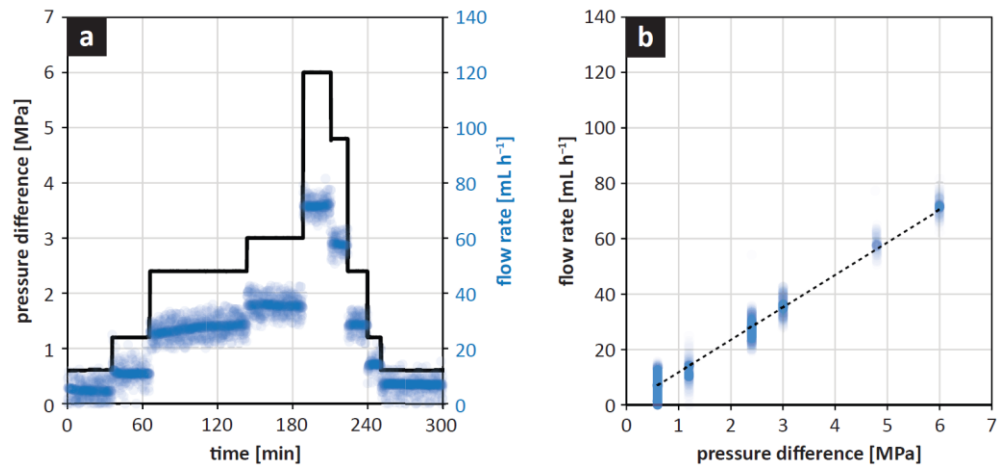 a
pressure difference [MPa]
7
6
5
4
3
2
1
0
0 60 120 180 240 300
time [min]
140
120
100
80
60
40
20
0
flow rate [mL h⁻¹]
b
flow rate [mL h⁻¹]
140
120
100
80
60
40
20
0
0 1 2 3 4 5 6 7
pressure difference [MPa]